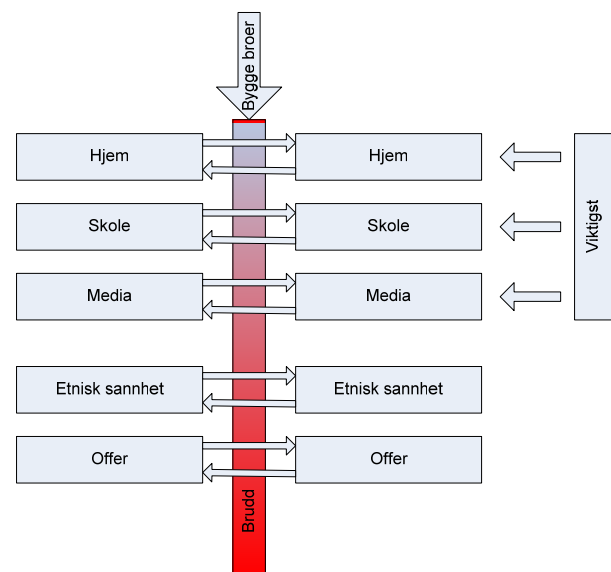 Bygge broer
Hjem
Hjem
Skole
Skole
Media
Media
Viktigst
Etnisk sannhet
Etnisk sannhet
Offer
Offer
Brudd